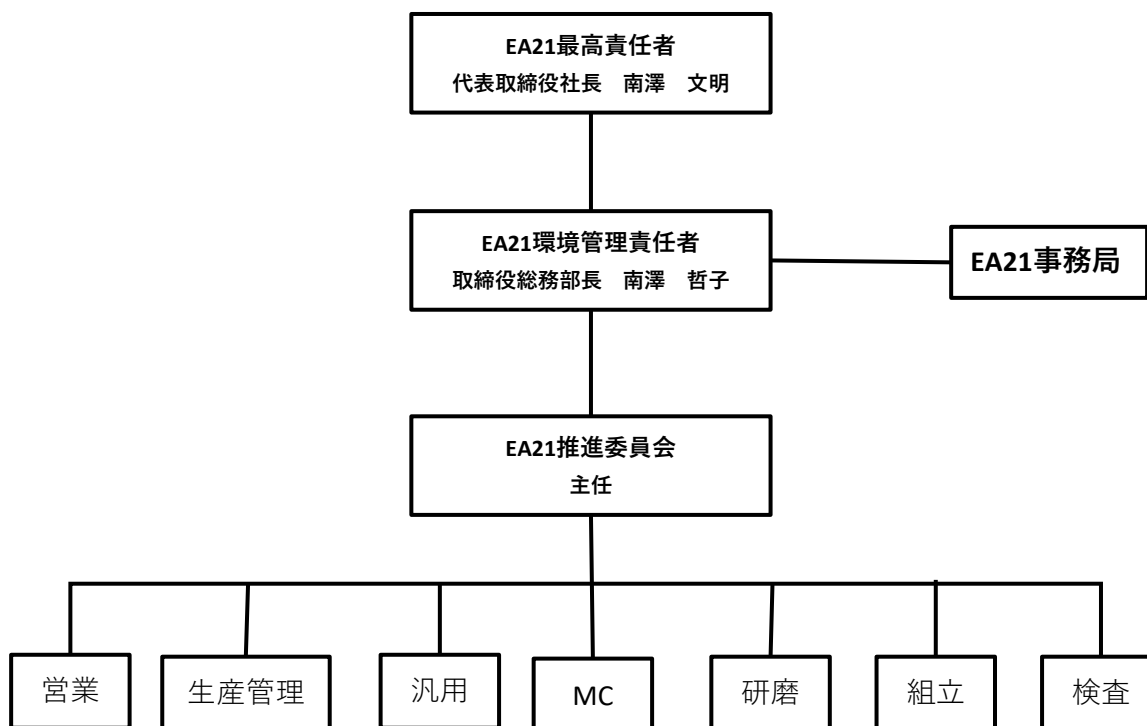 EA21最高責任者
代表取締役社長　南澤　文明
EA21環境管理責任者
取締役総務部長　南澤　哲子
EA21事務局
EA21推進委員会
主任
営業
生産管理
汎用
MC
研磨
組立
検査